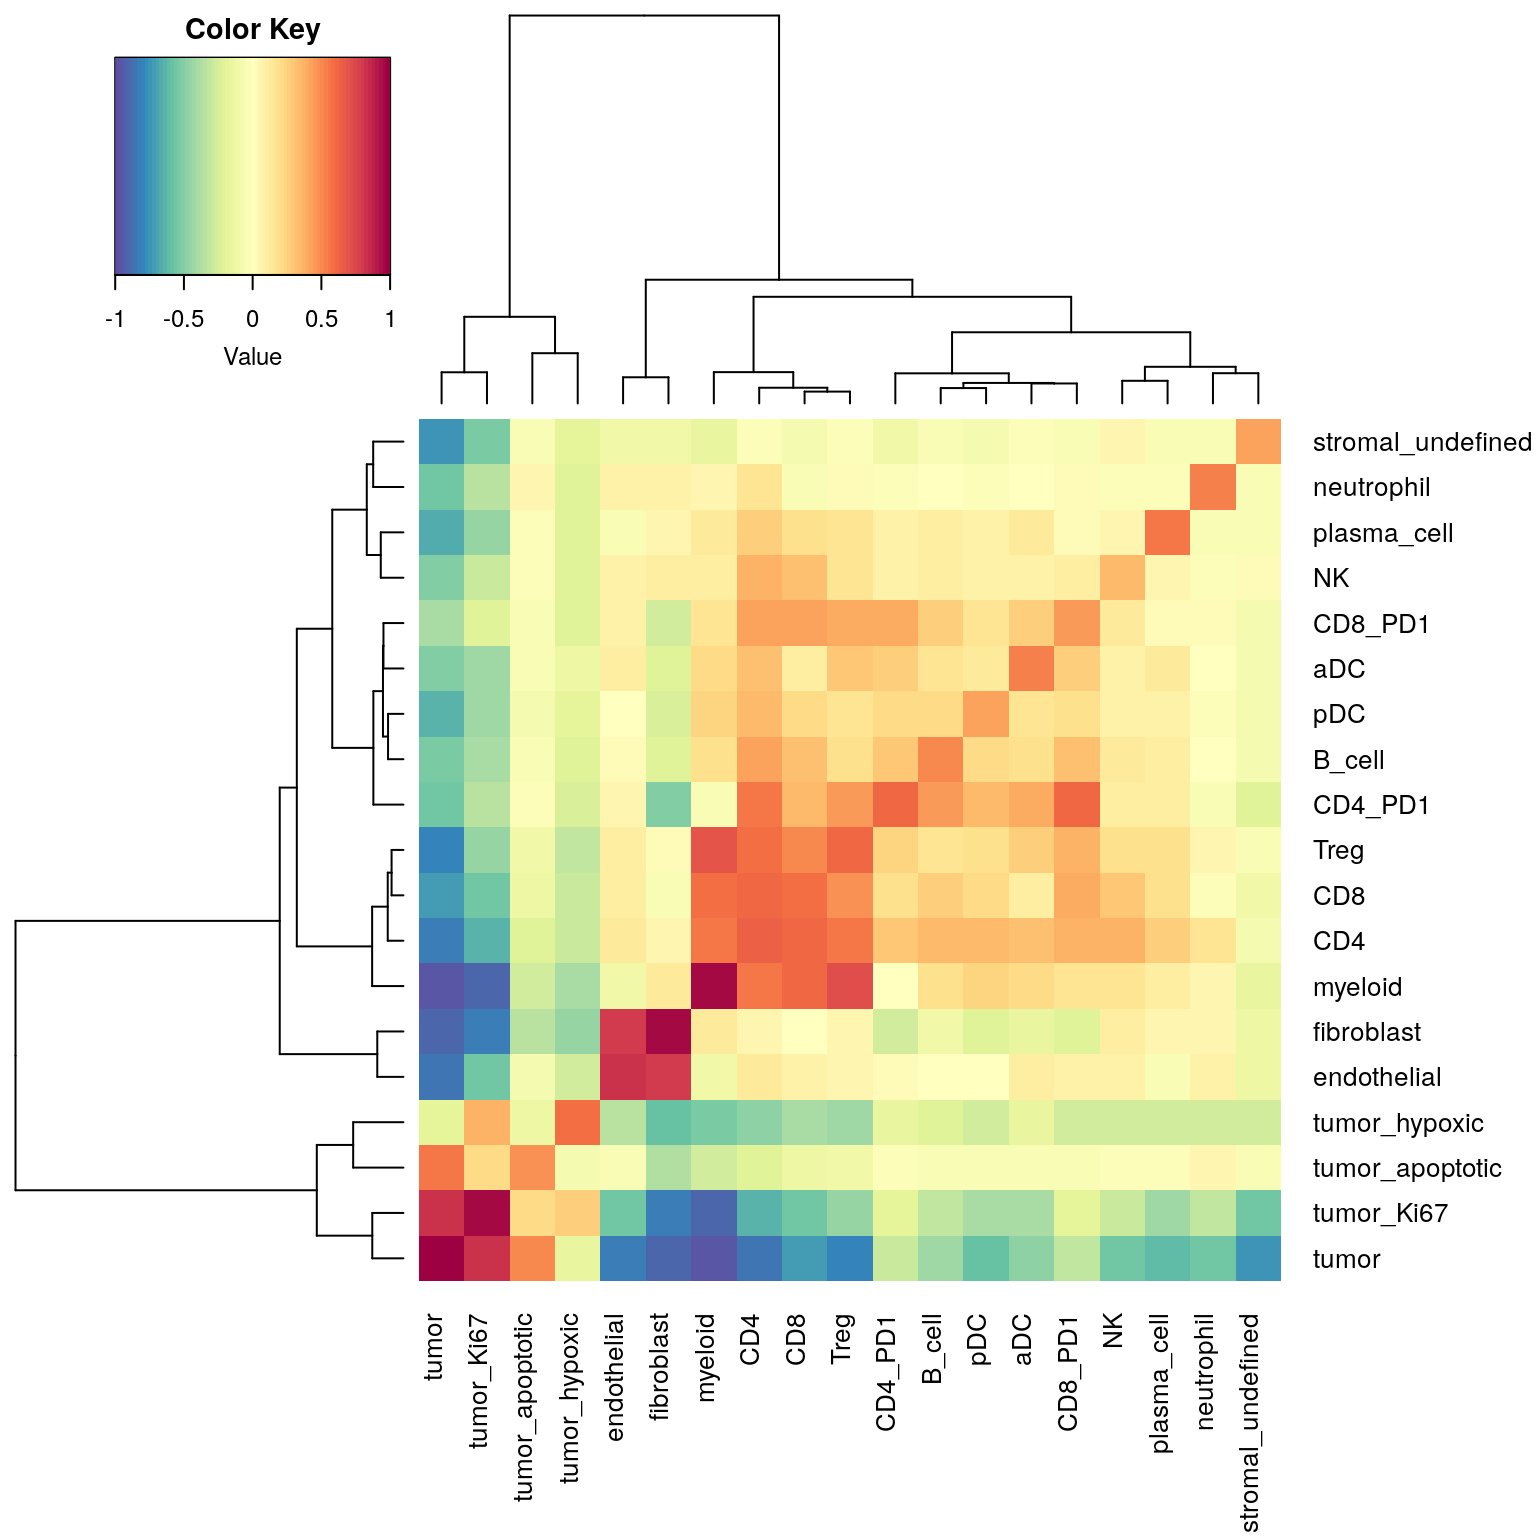 Color Key
-1 -0.5 0 0.5 1
Value
stromal_undefined
neutrophil
plasma_cell
NK
CD8_PD1
aDC
pDC
B_cell
CD4_PD1
Treg
CD8
CD4
myeloid
fibroblast
endothelial
tumor_hypoxic
tumor_apoptotic
tumor_Ki67
tumor
tumor
tumor_Ki67
tumor_apoptotic
tumor_hypoxic
endothelial
fibroblast
myeloid
CD4
CD8
Treg
CD4_PD1
B_cell
pDC
aDC
CD8_PD1
NK
plasma_cell
neutrophil
stromal_undefined